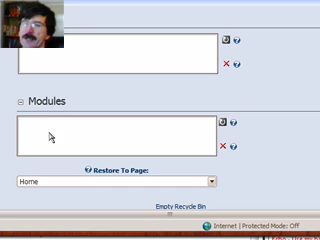 Modules
Restore To Page:
Home
Empty Recycle Bin
Internet | Protected Mode: Off